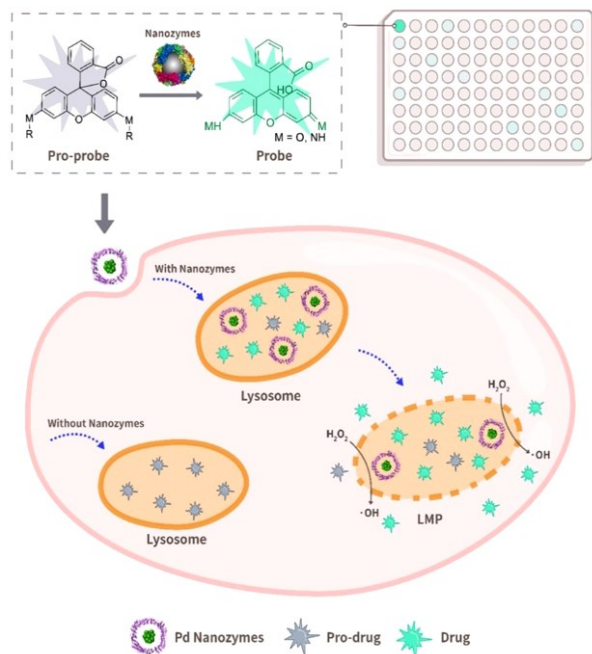 Nanozymes
O
O
HO
O
O
M
R
M
R
MH
M
M = O, NH
Pro-probe
Probe
With Nanozymes
Lysosome
Without Nanozymes
Lysosome
H2O2
H2O2
·OH
·OH
LMP
Pd Nanozymes
Pro-drug
Drug